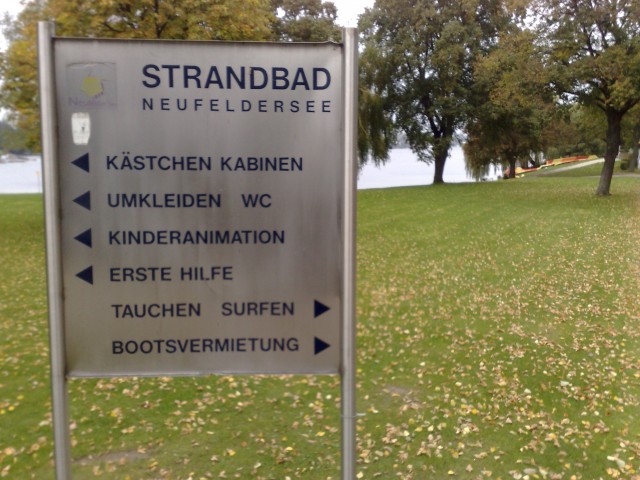 STRANDBAD
NEUFELDERSEE
KÄSTCHEN KABINEN
UMKLEIDEN WC
KINDERANIMATION
ERSTE HILFE
TAUCHEN SURFEN
BOOTSVERMIETUNG